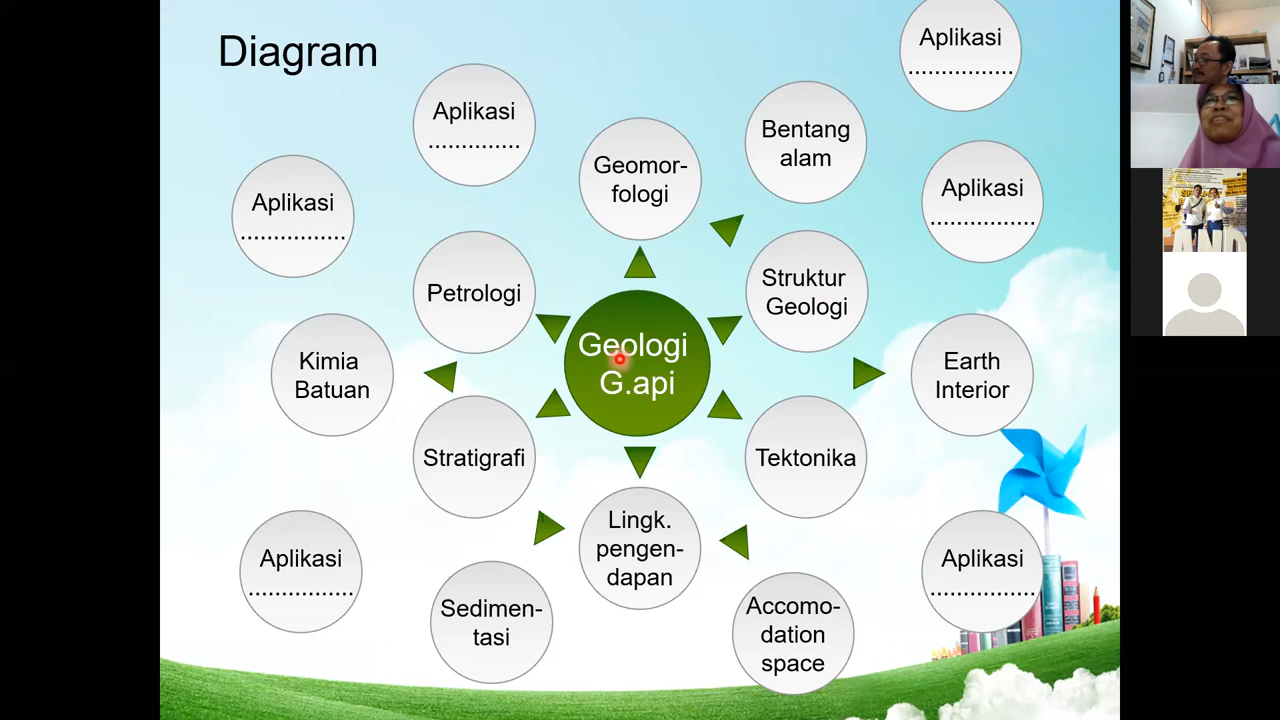 Diagram
Aplikasi
................
Aplikasi
..............
Bentang
alam
Geomor-
fologi
Aplikasi
................
Aplikasi
................
Petrologi
Struktur
Geologi
Geologi
G.api
Kimia
Batuan
Earth
Interior
Stratigrafi
Tektonika
Lingk.
pengen-
dapan
Aplikasi
................
Aplikasi
................
Sedimen-
tasi
Accomo-
dation
space
AND